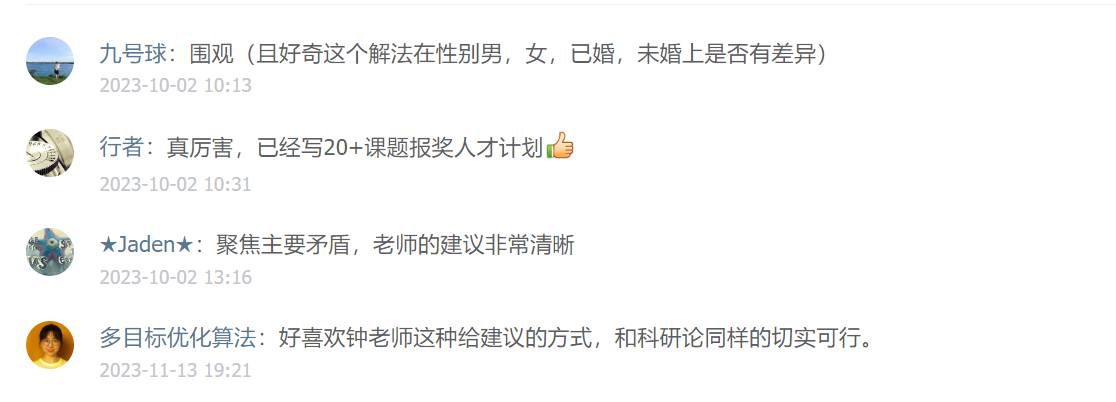 九号球：围观（且好奇这个解法在性别男，女，已婚，未婚上是否有差异）
2023-10-02 10:13
行者：真厉害，已经写20+课题报奖人才计划👍
2023-10-02 10:31
★Jaden★：聚焦主要矛盾，老师的建议非常清晰
2023-10-02 13:16
多目标优化算法：好喜欢钟老师这种给建议的方式，和科研论同样的切实可行。
2023-11-13 19:21